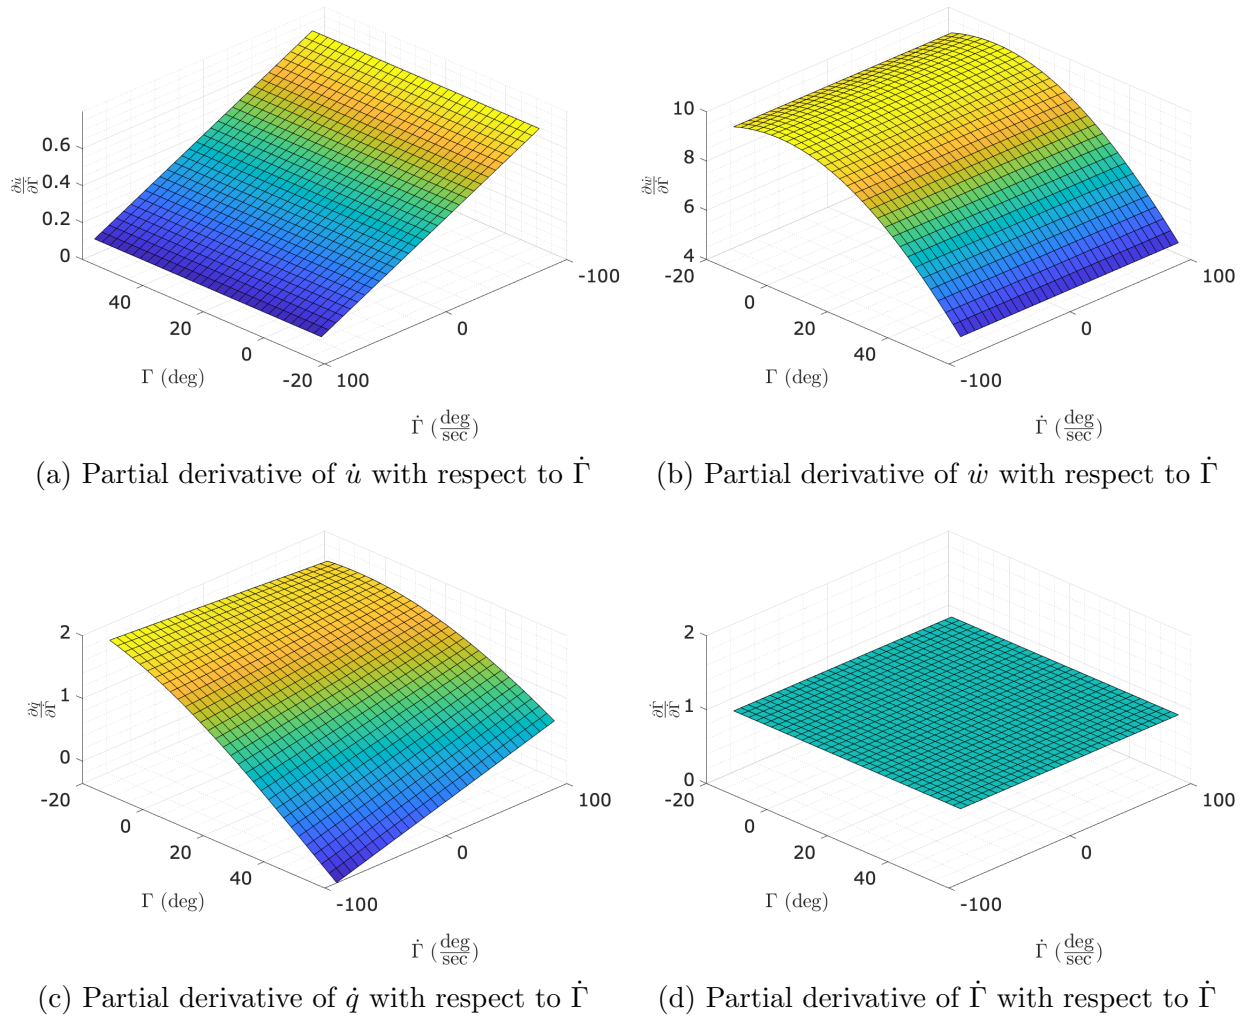 0.6
0.4
0.2
0
∂u̇/∂Γ̇
40
20
0
-20
Γ (deg)
100
0
-100
Γ̇ (deg/sec)
(a) Partial derivative of u̇ with respect to Γ̇
10
8
6
4
∂ẇ/∂Γ̇
-20
0
20
40
Γ (deg)
-100
0
100
Γ̇ (deg/sec)
(b) Partial derivative of ẇ with respect to Γ̇
2
1
0
∂q̇/∂Γ̇
-20
0
20
40
Γ (deg)
-100
0
100
Γ̇ (deg/sec)
(c) Partial derivative of q̇ with respect to Γ̇
2
1
0
∂Γ̇/∂Γ̇
-20
0
20
40
Γ (deg)
-100
0
100
Γ̇ (deg/sec)
(d) Partial derivative of Γ̇ with respect to Γ̇